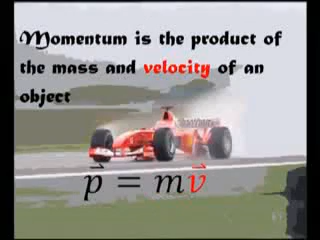 Momentum is the product of
the mass and velocity of an
object
p⃗ = mv⃗